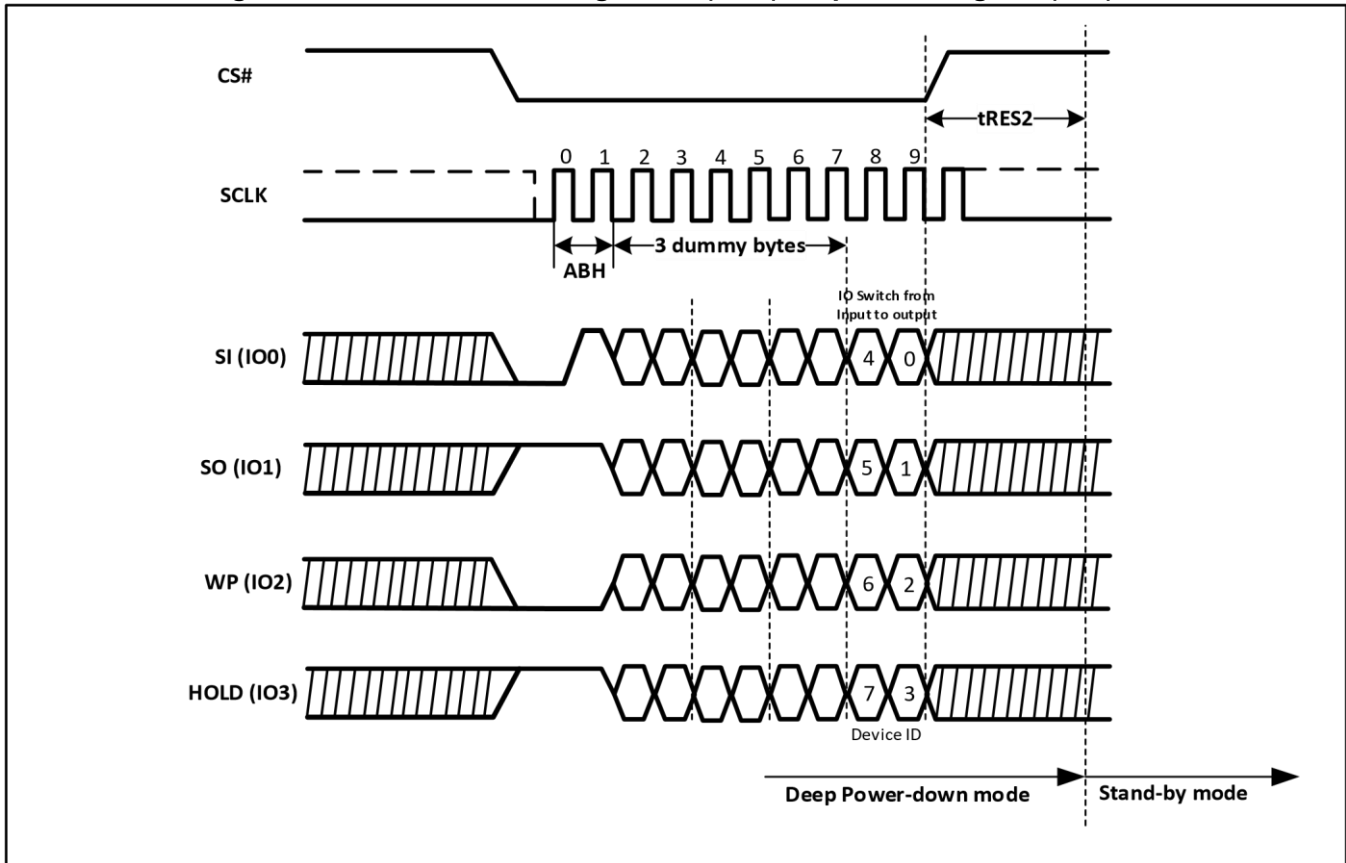 CS#
tRES2
0 1 2 3 4 5 6 7 8 9
SCLK
3 dummy bytes
ABH
IO Switch from
Input to output
SI (IO0)
4 0
SO (IO1)
5 1
WP (IO2)
6 2
HOLD (IO3)
7 3
Device ID
Deep Power-down mode
Stand-by mode